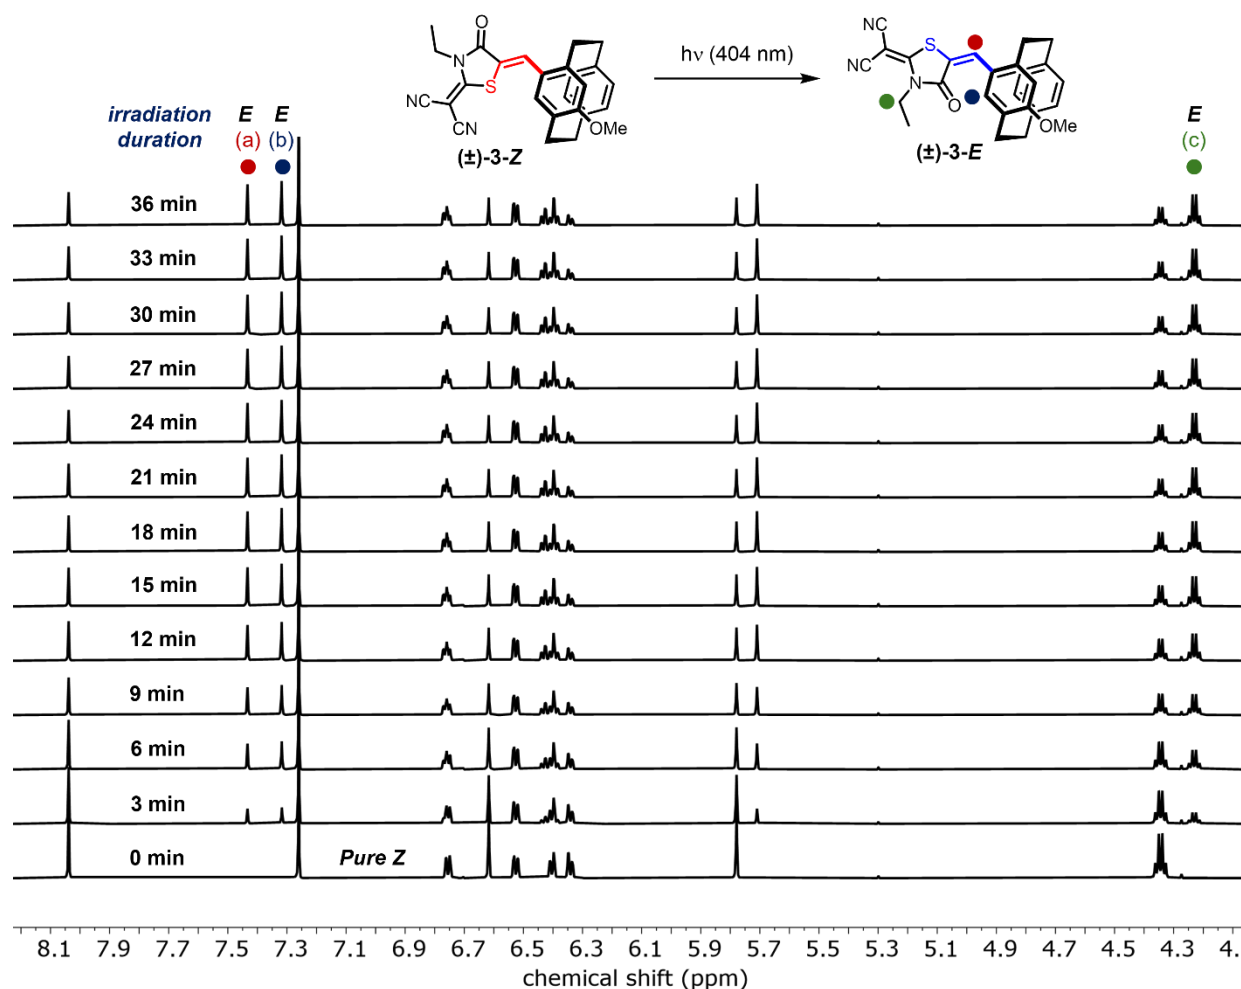 O
N
S
CN
CN
OMe
(±)-3-Z
hν (404 nm)
CN
CN
S
N
O
OMe
(±)-3-E
irradiation duration
E
(a)
E
(b)
E
(c)
36 min
33 min
30 min
27 min
24 min
21 min
18 min
15 min
12 min
9 min
6 min
3 min
0 min
Pure Z
8.1 7.9 7.7 7.5 7.3 7.1 6.9 6.7 6.5 6.3 6.1 5.9 5.7 5.5 5.3 5.1 4.9 4.7 4.5 4.3 4.
chemical shift (ppm)